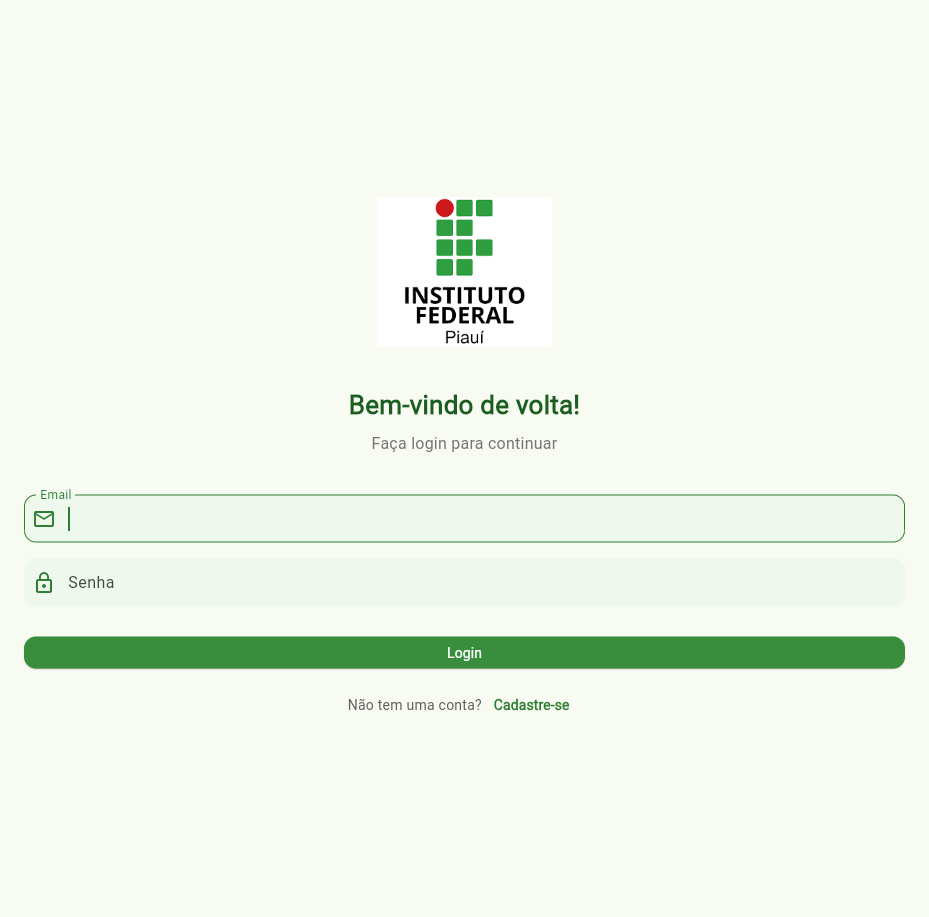 INSTITUTO
FEDERAL
Piauí
Bem-vindo de volta!
Faça login para continuar
Email
Senha
Login
Não tem uma conta? Cadastre-se